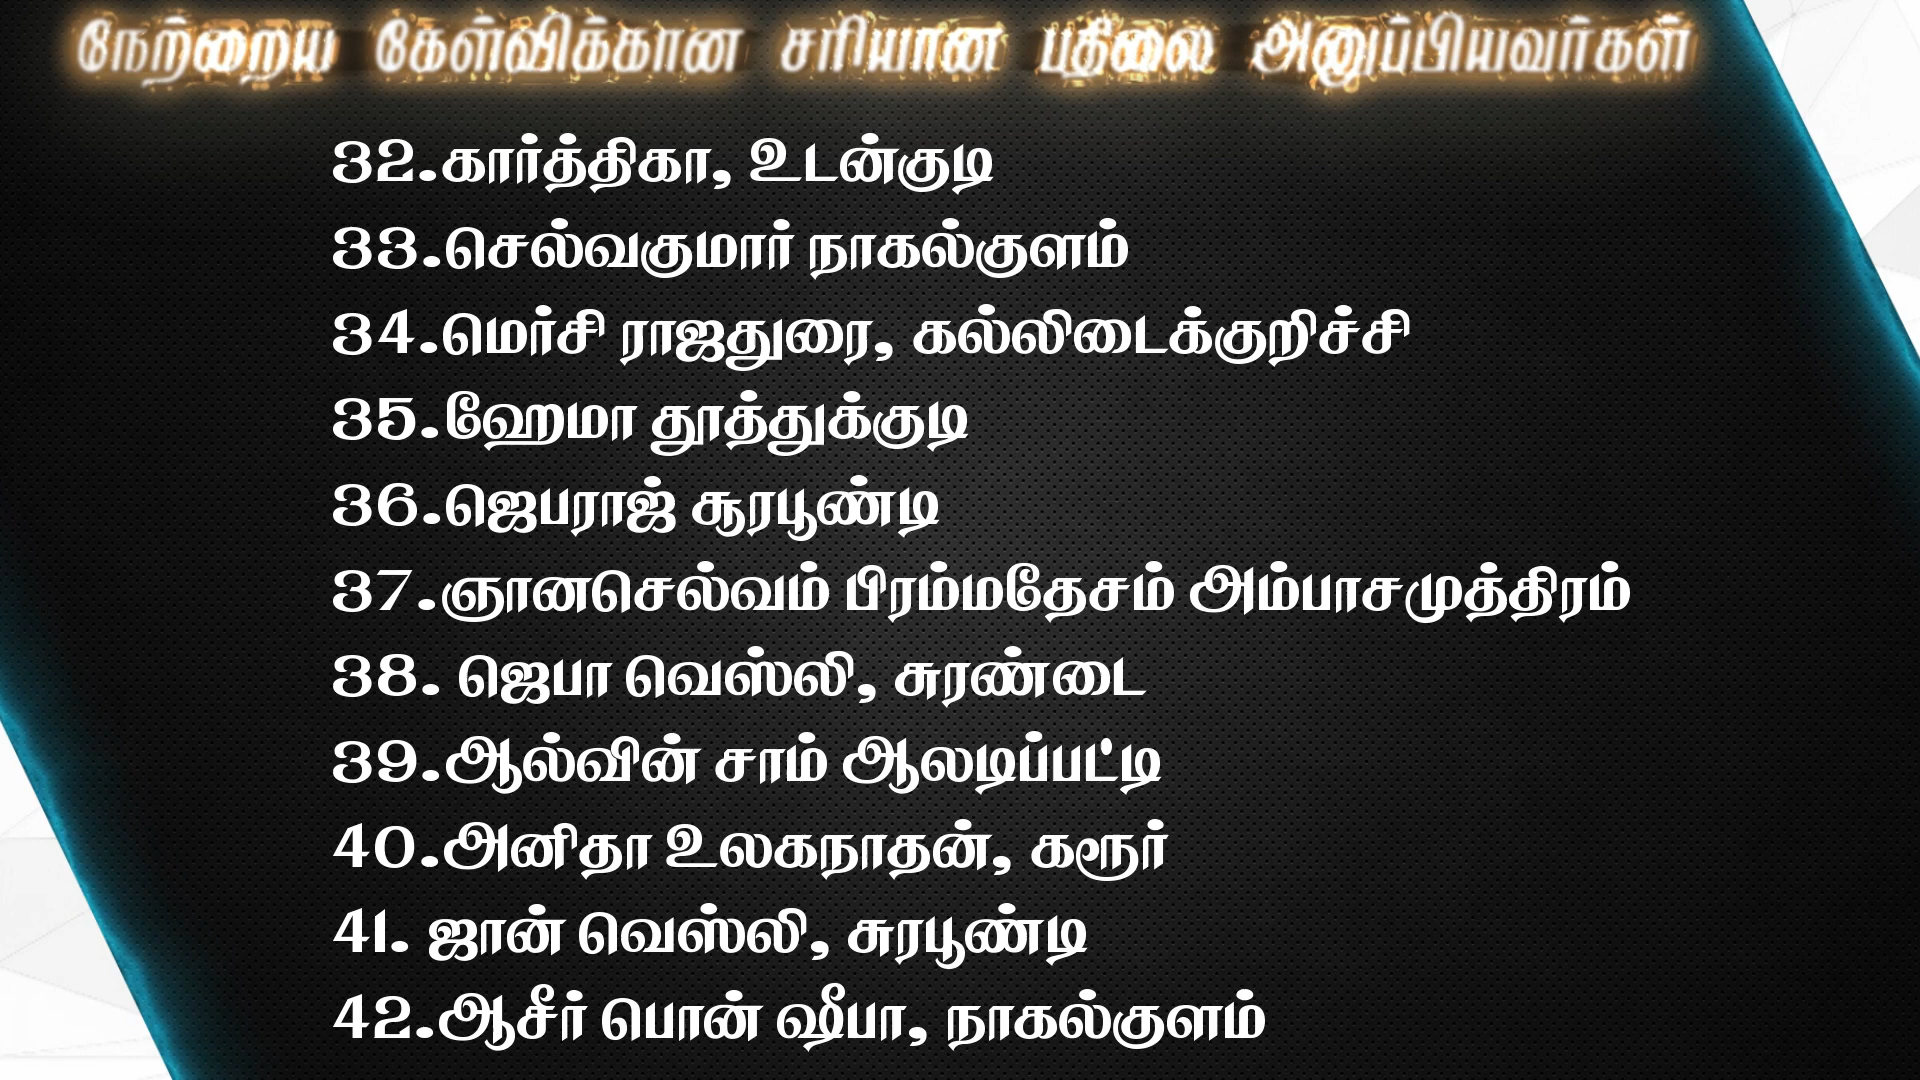 நேற்றைய கேள்விக்கான சரியான பதிலை அனுப்பியவர்கள்
32.கார்த்திகா, உடன்குடி
33.செல்வகுமார் நாகல்குளம்
34.மெர்சி ராஜதுரை, கல்லிடைக்குறிச்சி
35.ஹேமா தூத்துக்குடி
36.ஜெபராஜ் சூரபூண்டி
37.ஞானசெல்வம் பிரம்மதேசம் அம்பாசமுத்திரம்
38. ஜெபா வெஸ்லி, சுரண்டை
39.ஆல்வின் சாம் ஆலடிப்பட்டி
40.அனிதா உலகநாதன், கரூர்
41. ஜான் வெஸ்லி, சுரபூண்டி
42.ஆசீர் பொன் ஷீபா, நாகல்குளம்